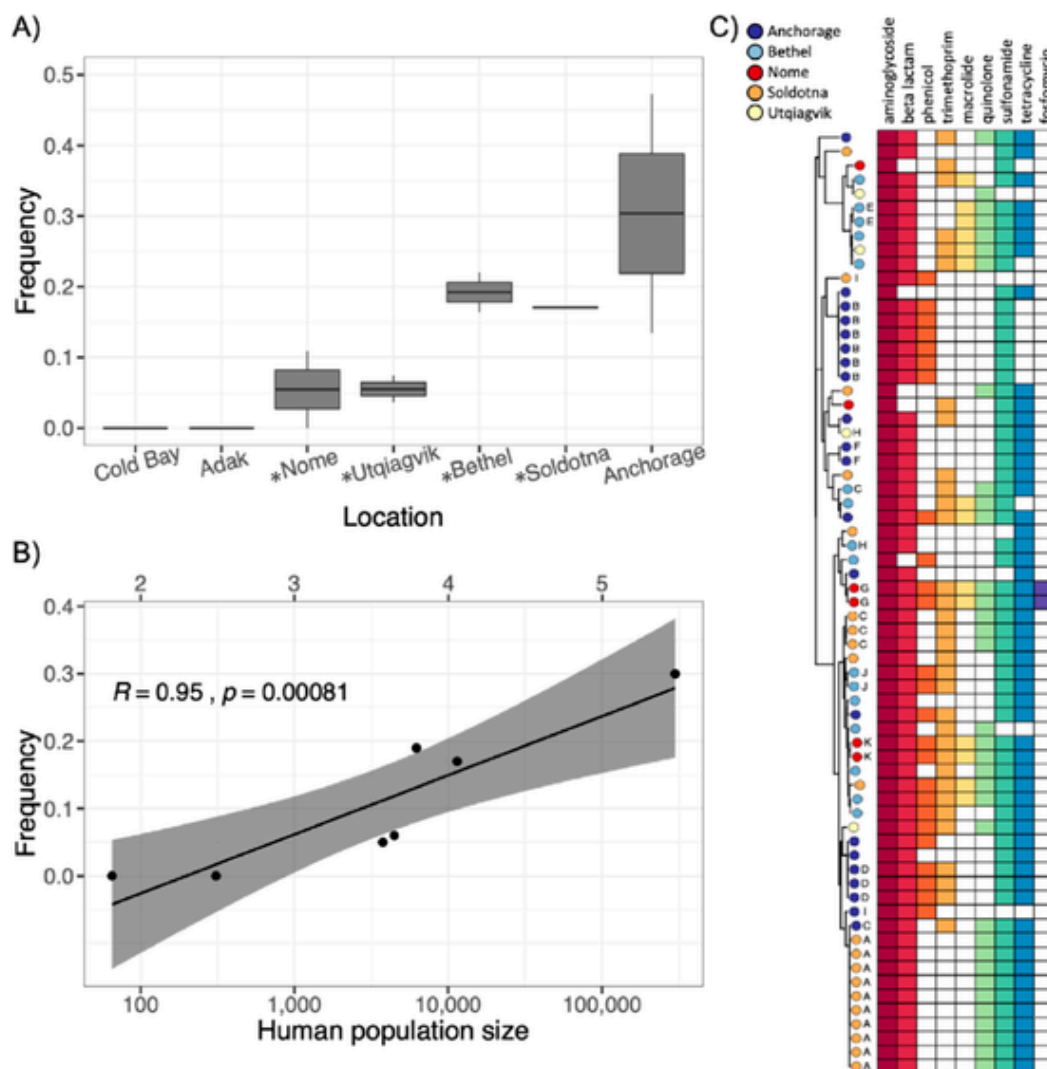 A)
0.5
0.4
0.3
0.2
0.1
0.0
Frequency
Cold Bay
Adak
*Nome
*Utqiagvik
*Bethel
*Soldotna
Anchorage
Location
B)
2 3 4 5
0.4
0.3
0.2
0.1
0.0
Frequency
R = 0.95 , p = 0.00081
100 1,000 10,000 100,000
Human population size
C)
Anchorage
Bethel
Nome
Soldotna
Utqiagvik
aminoglycoside
beta lactam
phenicol
trimethoprim
macrolide
quinolone
sulfonamide
tetracycline
fosfomycin
E
E
I
B
B
B
B
B
B
H
F
F
C
H
G
G
C
C
C
J
J
K
K
D
D
D
I
C
A
A
A
A
A
A
A
A
A
A